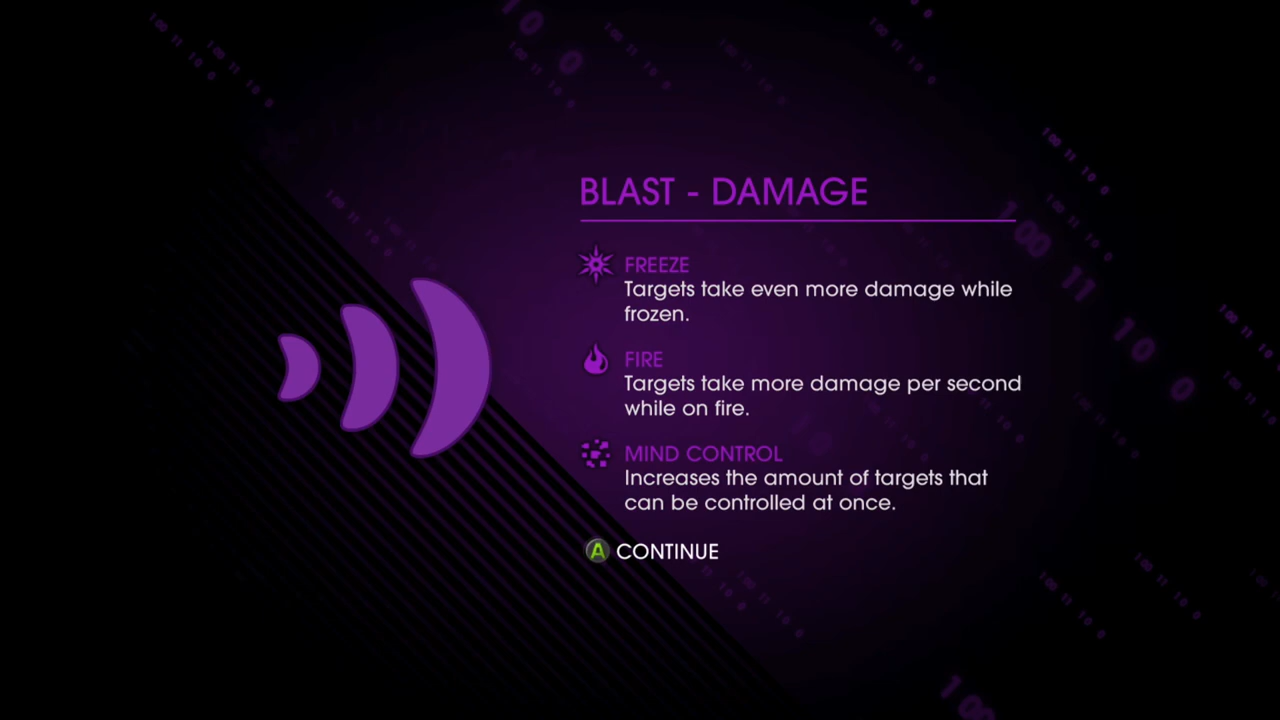 BLAST - DAMAGE
FREEZE
Targets take even more damage while
frozen.
FIRE
Targets take more damage per second
while on fire.
MIND CONTROL
Increases the amount of targets that
can be controlled at once.
A CONTINUE